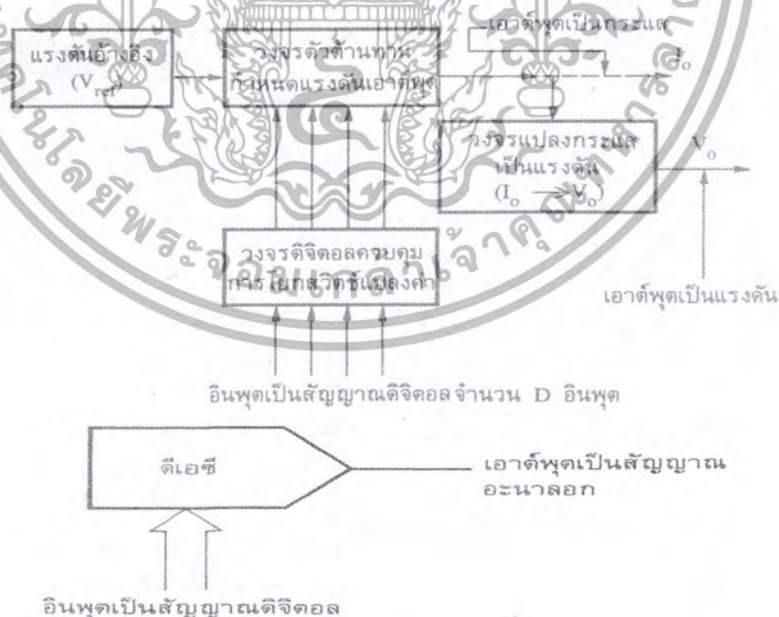 เอาต์พุตเป็นกระแส
แรงดันอ้างอิง
(V_ref)
วงจรตัวต้านทาน
กำหนดแรงดันเอาต์พุต
I_o
วงจรแปลงกระแส
เป็นแรงดัน
(I_o → V_o)
V_o
วงจรดิจิตอลควบคุม
การโยกสวิตช์แปลงค่า
เอาต์พุตเป็นแรงดัน
อินพุตเป็นสัญญาณดิจิตอลจำนวน D อินพุต
ดีเอซี
เอาต์พุตเป็นสัญญาณ
อะนาลอก
อินพุตเป็นสัญญาณดิจิตอล